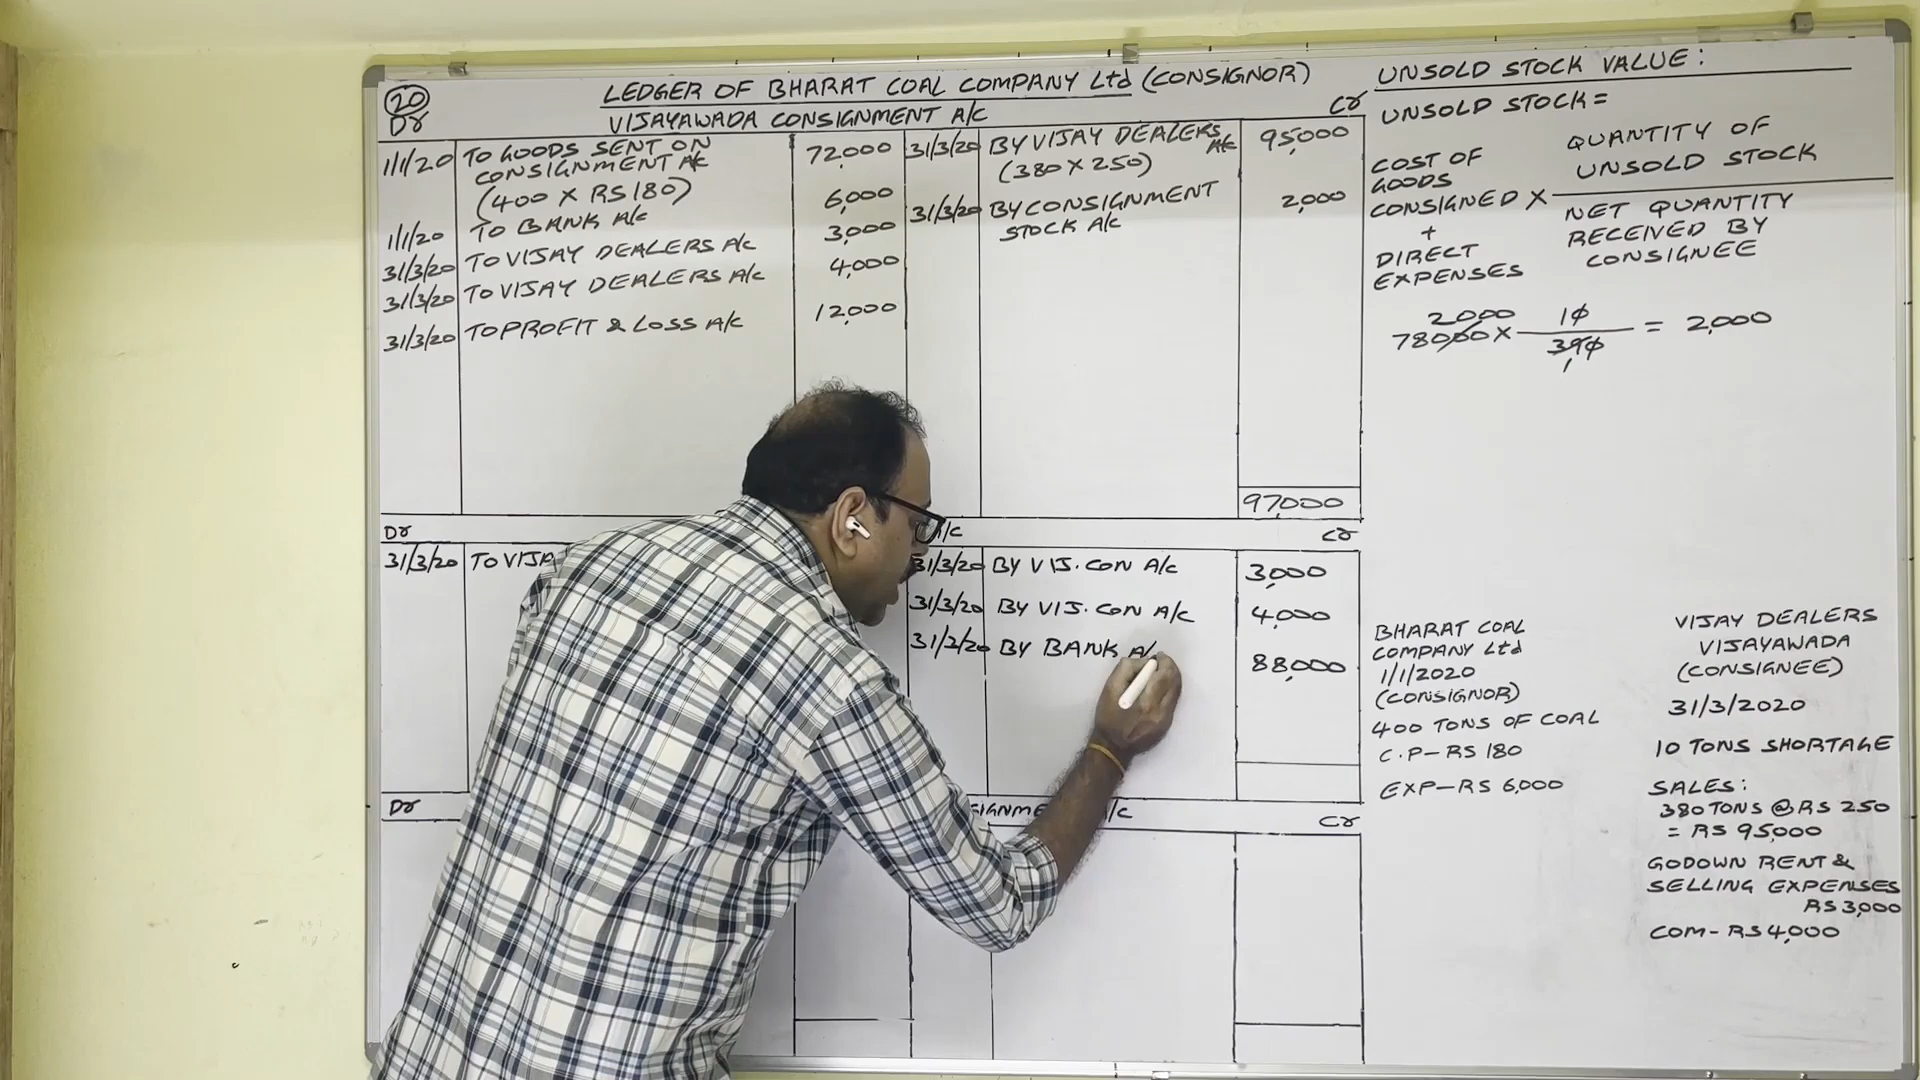 20
LEDGER OF BHARAT COAL COMPANY Ltd (CONSIGNOR)
Dr VIJAYAWADA CONSIGNMENT A/c Cr
1/1/20 TO GOODS SENT ON
CONSIGNMENT A/c 72,000
(400 X RS 180)
1/1/20 TO BANK A/c 6,000
31/3/20 TO VIJAY DEALERS A/c 3,000
31/3/20 TO VIJAY DEALERS A/c 4,000
31/3/20 TO PROFIT & LOSS A/c 12,000
31/3/20 BY VIJAY DEALERS A/c 95,000
(380 X 250)
31/3/20 BY CONSIGNMENT 2,000
STOCK A/c
97,000
Dr A/c Cr
31/3/20 TO VIJA
31/3/20 BY VIJ. CON A/c 3,000
31/3/20 BY VIJ. CON A/c 4,000
31/3/20 BY BANK A/ 88,000
Dr SIGNME A/c Cr
UNSOLD STOCK VALUE:
UNSOLD STOCK =
COST OF
GOODS
CONSIGNED X
+
DIRECT
EXPENSES
QUANTITY OF
UNSOLD STOCK
NET QUANTITY
RECEIVED BY
CONSIGNEE
2000
78000 X 10
390 = 2,000
1
BHARAT COAL
COMPANY Ltd
1/1/2020
(CONSIGNOR)
400 TONS OF COAL
C.P - RS 180
EXP - RS 6,000
VIJAY DEALERS
VIJAYAWADA
(CONSIGNEE)
31/3/2020
10 TONS SHORTAGE
SALES:
380 TONS @ RS 250
= RS 95,000
GODOWN RENT &
SELLING EXPENSES
RS 3,000
COM - RS 4,000